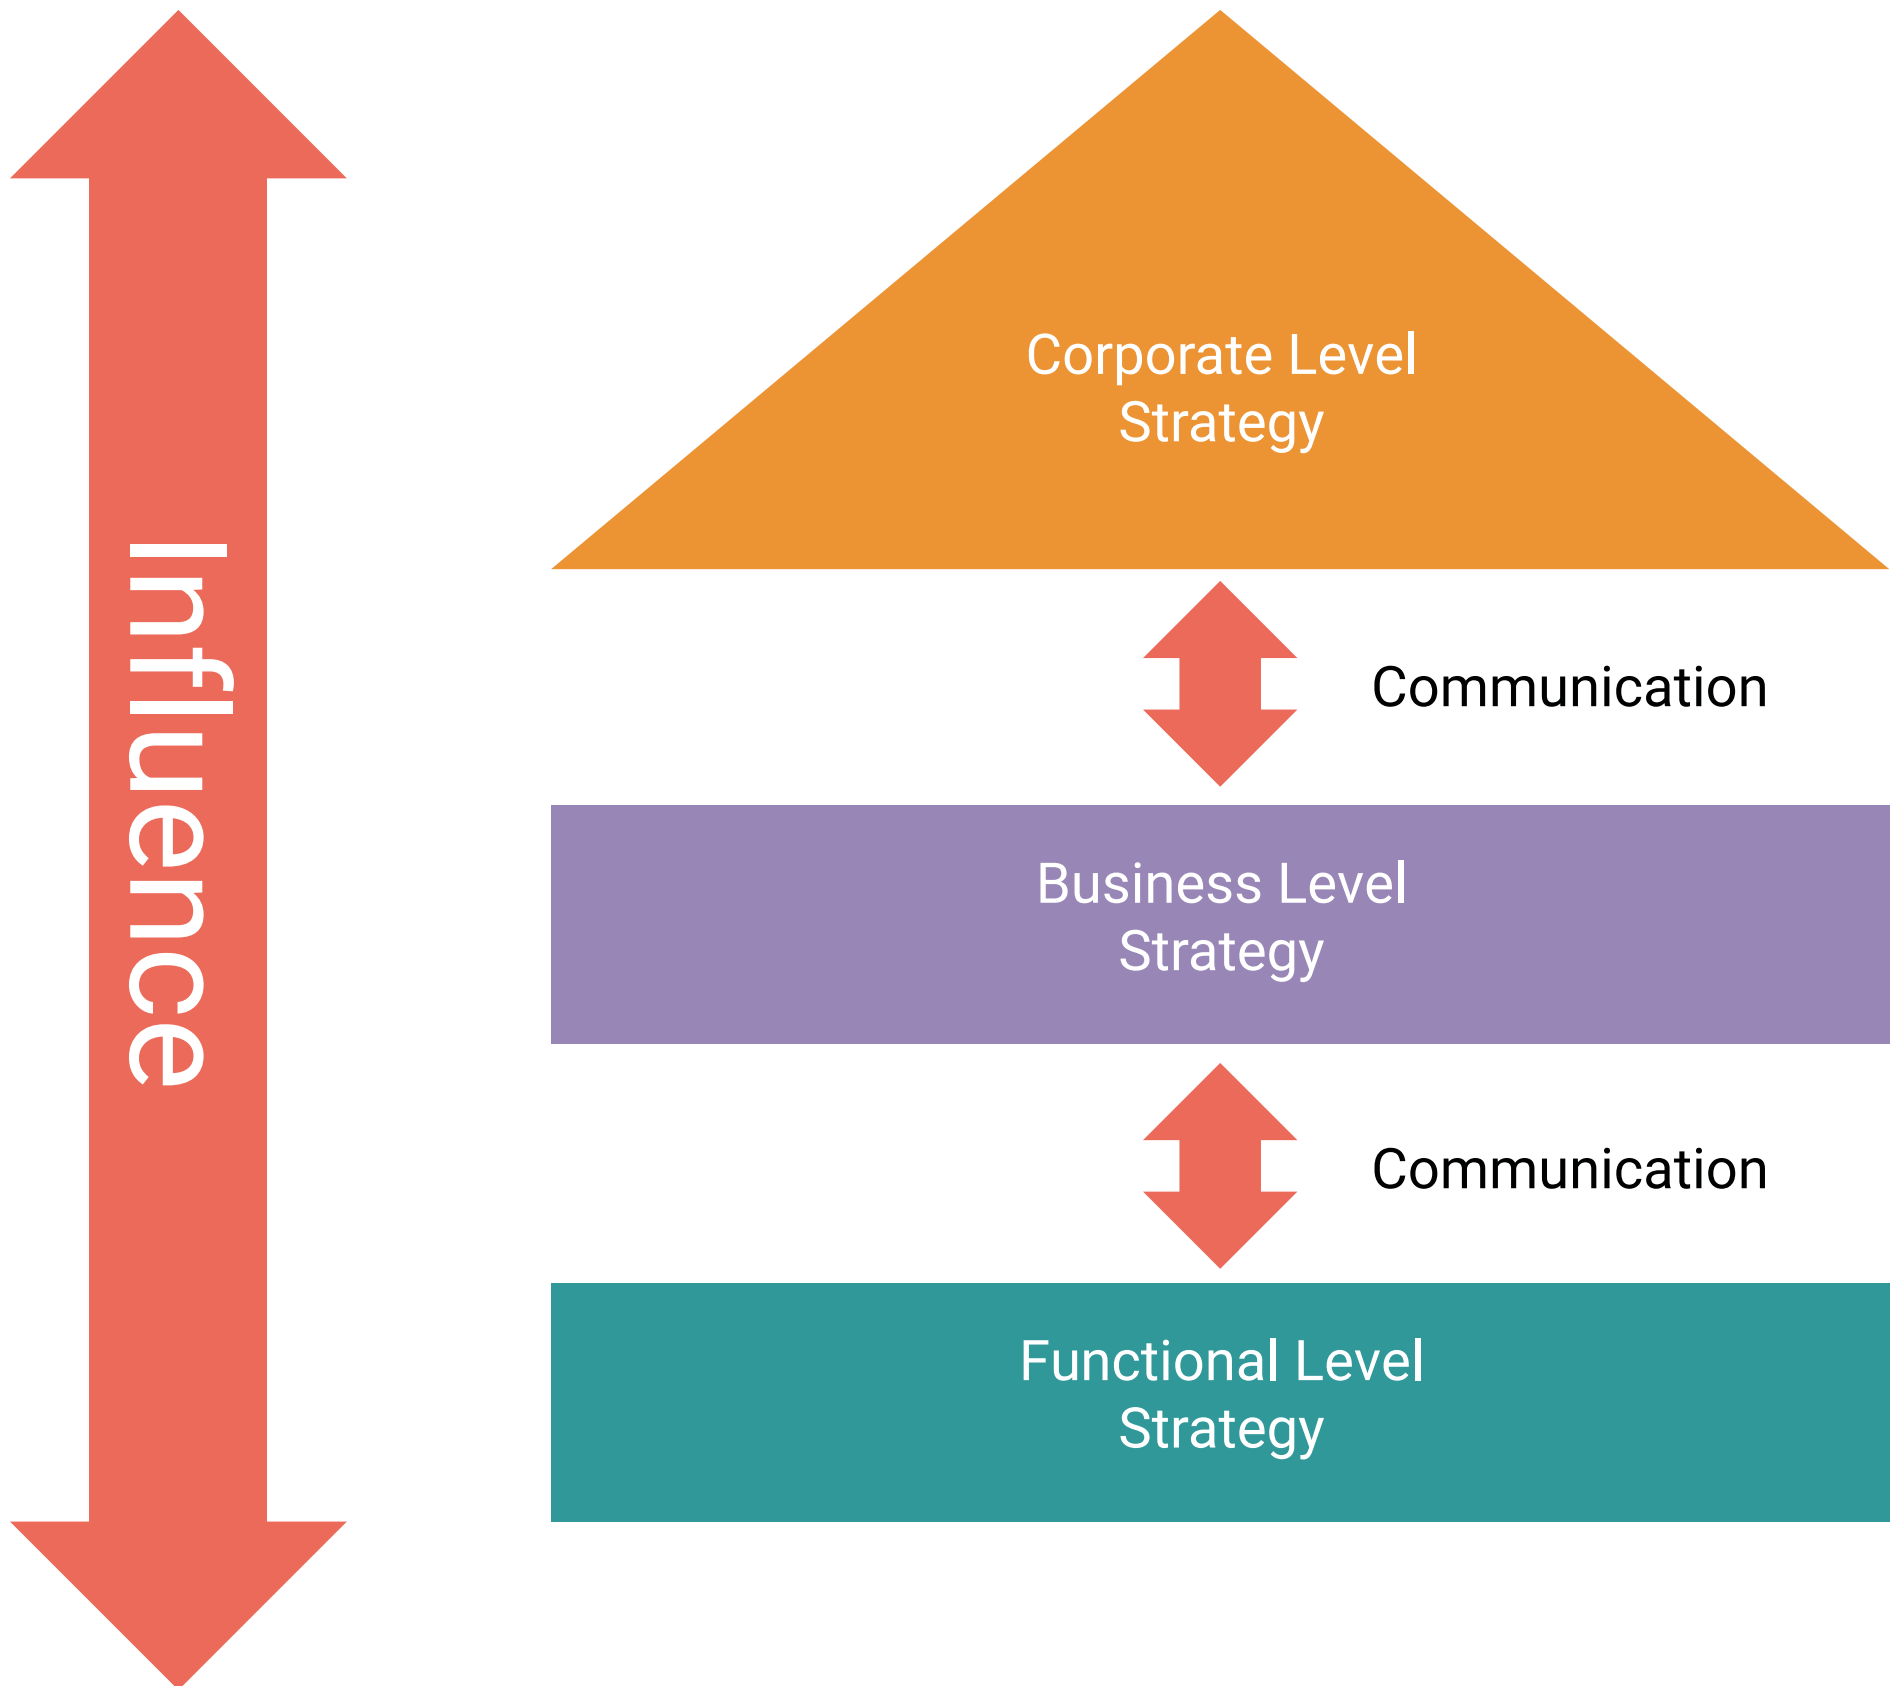 Influence
Corporate Level
Strategy
Communication
Business Level
Strategy
Communication
Functional Level
Strategy